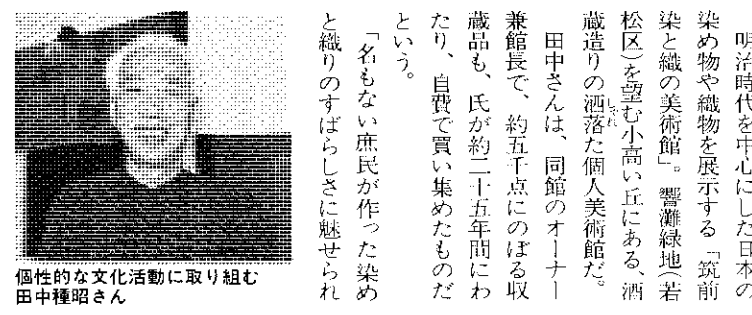 明治時代を中心にした日本の
染め物や織物を展示する「筑前
染と織の美術館」。響灘緑地(若
松区)を望む小高い丘にある、酒
蔵造りの洒落た個人美術館だ。
田中さんは、同館のオーナー
兼館長で、約五千点にのぼる収
蔵品も、氏が約二十五年間にわ
たり、自費で買い集めたものだ
という。
「名もない庶民が作った染め
と織りのすばらしさに魅せられ
個性的な文化活動に取り組む
田中種昭さん